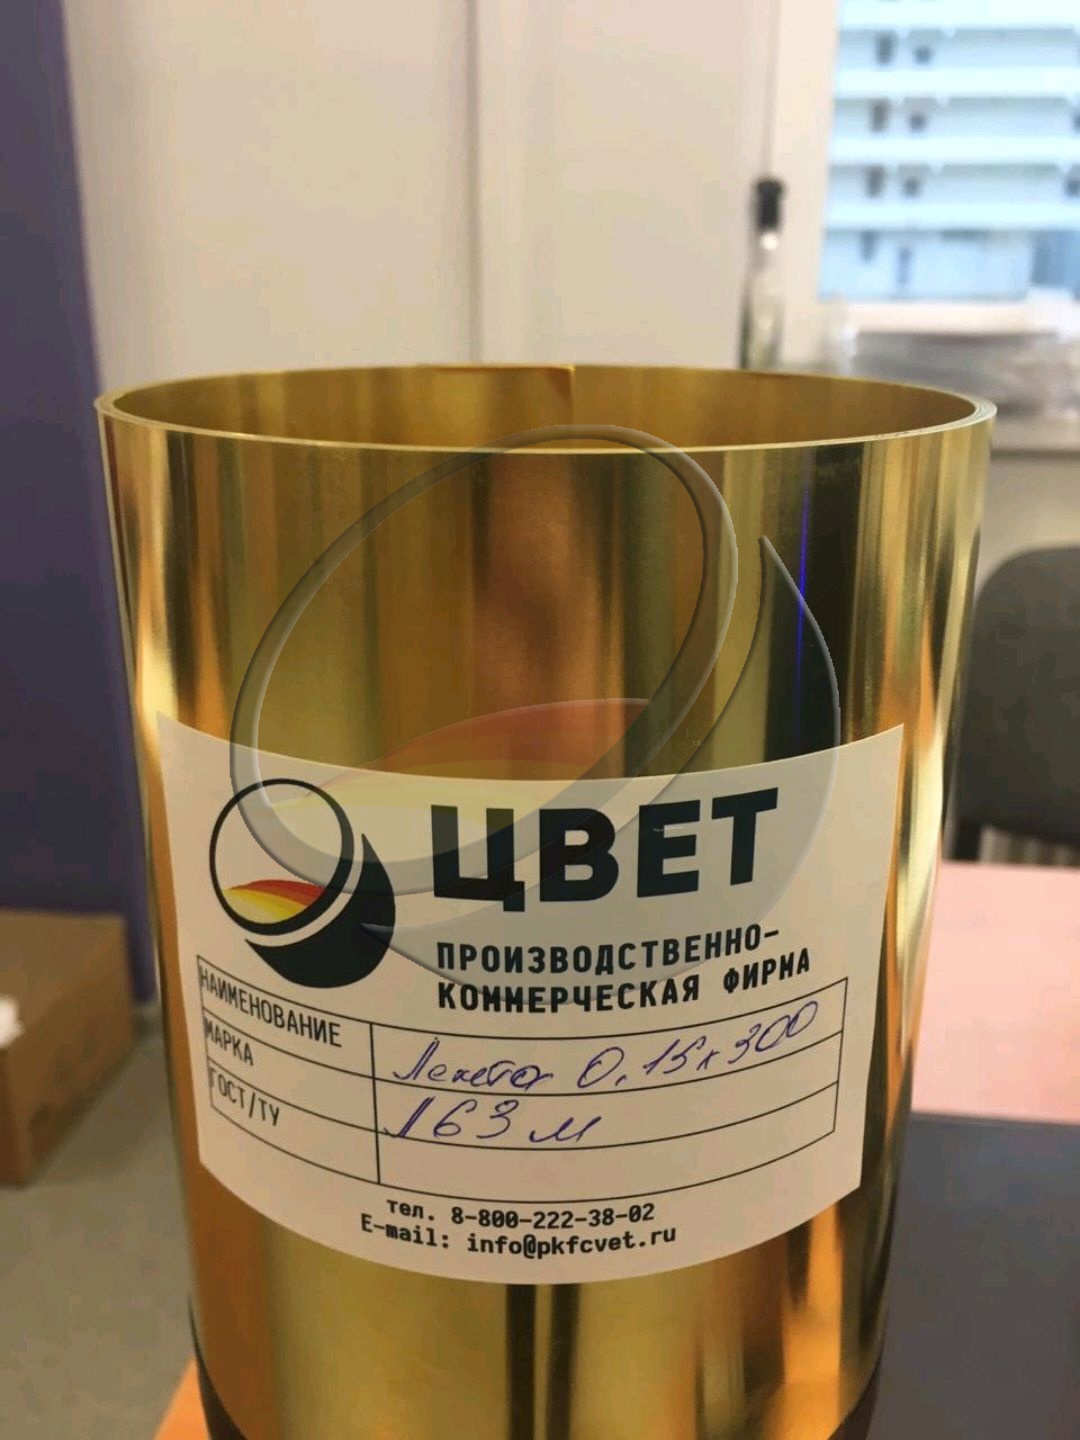 ЦВЕТ
ПРОИЗВОДСТВЕННО-
КОММЕРЧЕСКАЯ ФИРМА
НАИМЕНОВАНИЕ Лента 0,15х300
МАРКА Л63 м
ГОСТ/ТУ
тел. 8-800-222-38-02
E-mail: info@pkfcvet.ru